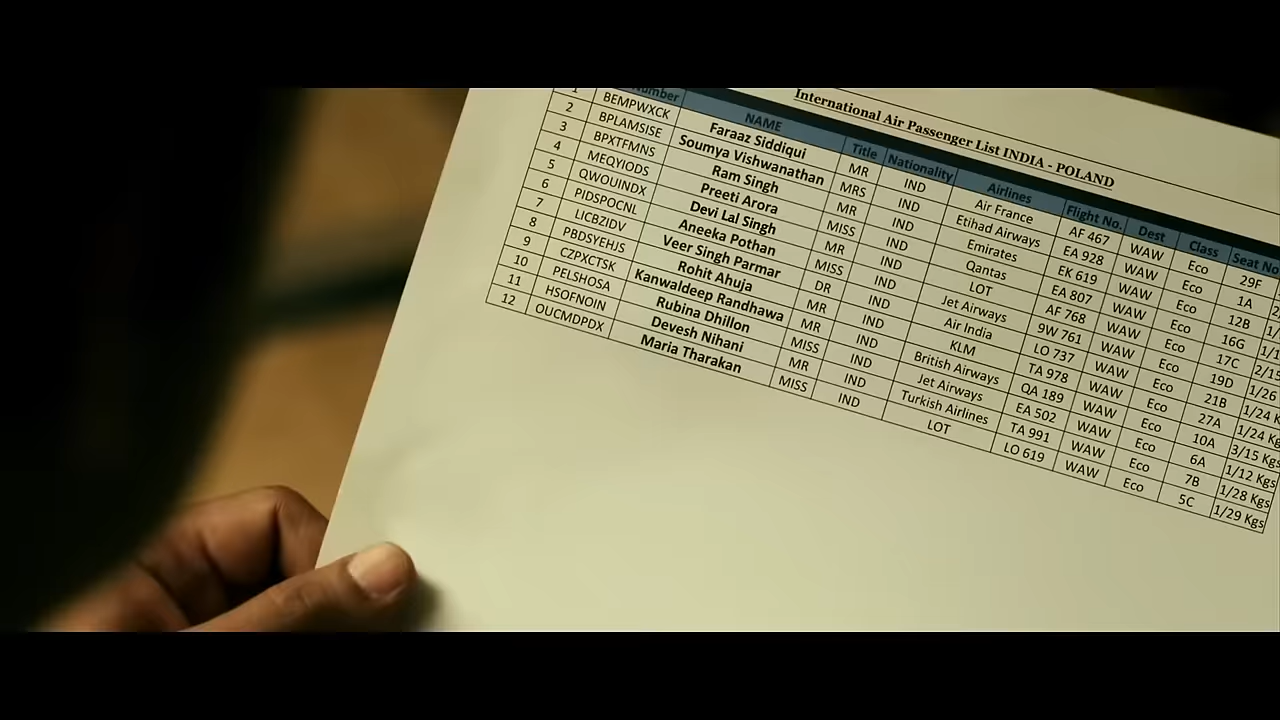 International Air Passenger List INDIA - POLAND
Number NAME Title Nationality Airlines Flight No. Dest Class Seat No
1 BEMPWXCK Faraaz Siddiqui MR IND Air France AF 467 WAW Eco 29F
2 BPLAMSISE Soumya Vishwanathan MRS IND Etihad Airways EA 928 WAW Eco 1A 2/
3 BPXTFMNS Ram Singh MR IND Emirates EK 619 WAW Eco 12B 1/
4 MEQYIODS Preeti Arora MISS IND Qantas EA 807 WAW Eco 16G 1/1
5 QWOUINDX Devi Lal Singh MR IND LOT AF 768 WAW Eco 17C 2/15
6 PIDSPOCNL Aneeka Pothan MISS IND Jet Airways 9W 761 WAW Eco 19D 1/26
7 LICBZIDV Veer Singh Parmar DR IND Air India LO 737 WAW Eco 21B 1/24 K
8 PBDSYEHJS Rohit Ahuja MR IND KLM TA 978 WAW Eco 27A 1/24 K
9 CZPXCTSK Kanwaldeep Randhawa MR IND British Airways QA 189 WAW Eco 10A 3/15 Kgs
10 PELSHOSA Rubina Dhillon MISS IND Jet Airways EA 502 WAW Eco 6A 1/12 Kgs
11 HSOFNOIN Devesh Nihani MR IND Turkish Airlines TA 991 WAW Eco 7B 1/28 Kgs
12 OUCMDPDX Maria Tharakan MISS IND LOT LO 619 WAW Eco 5C 1/29 Kgs